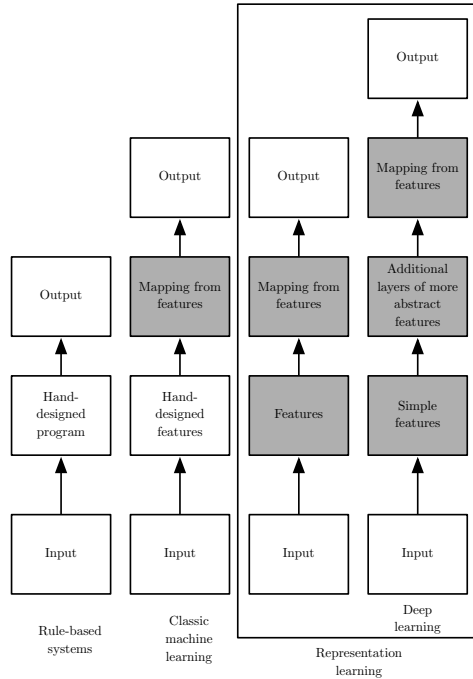 Output
Output
Output
Mapping from
features
Output
Mapping from
features
Mapping from
features
Additional
layers of more
abstract
features
Hand-
designed
program
Hand-
designed
features
Features
Simple
features
Input
Input
Input
Input
Rule-based
systems
Classic
machine
learning
Representation
learning
Deep
learning